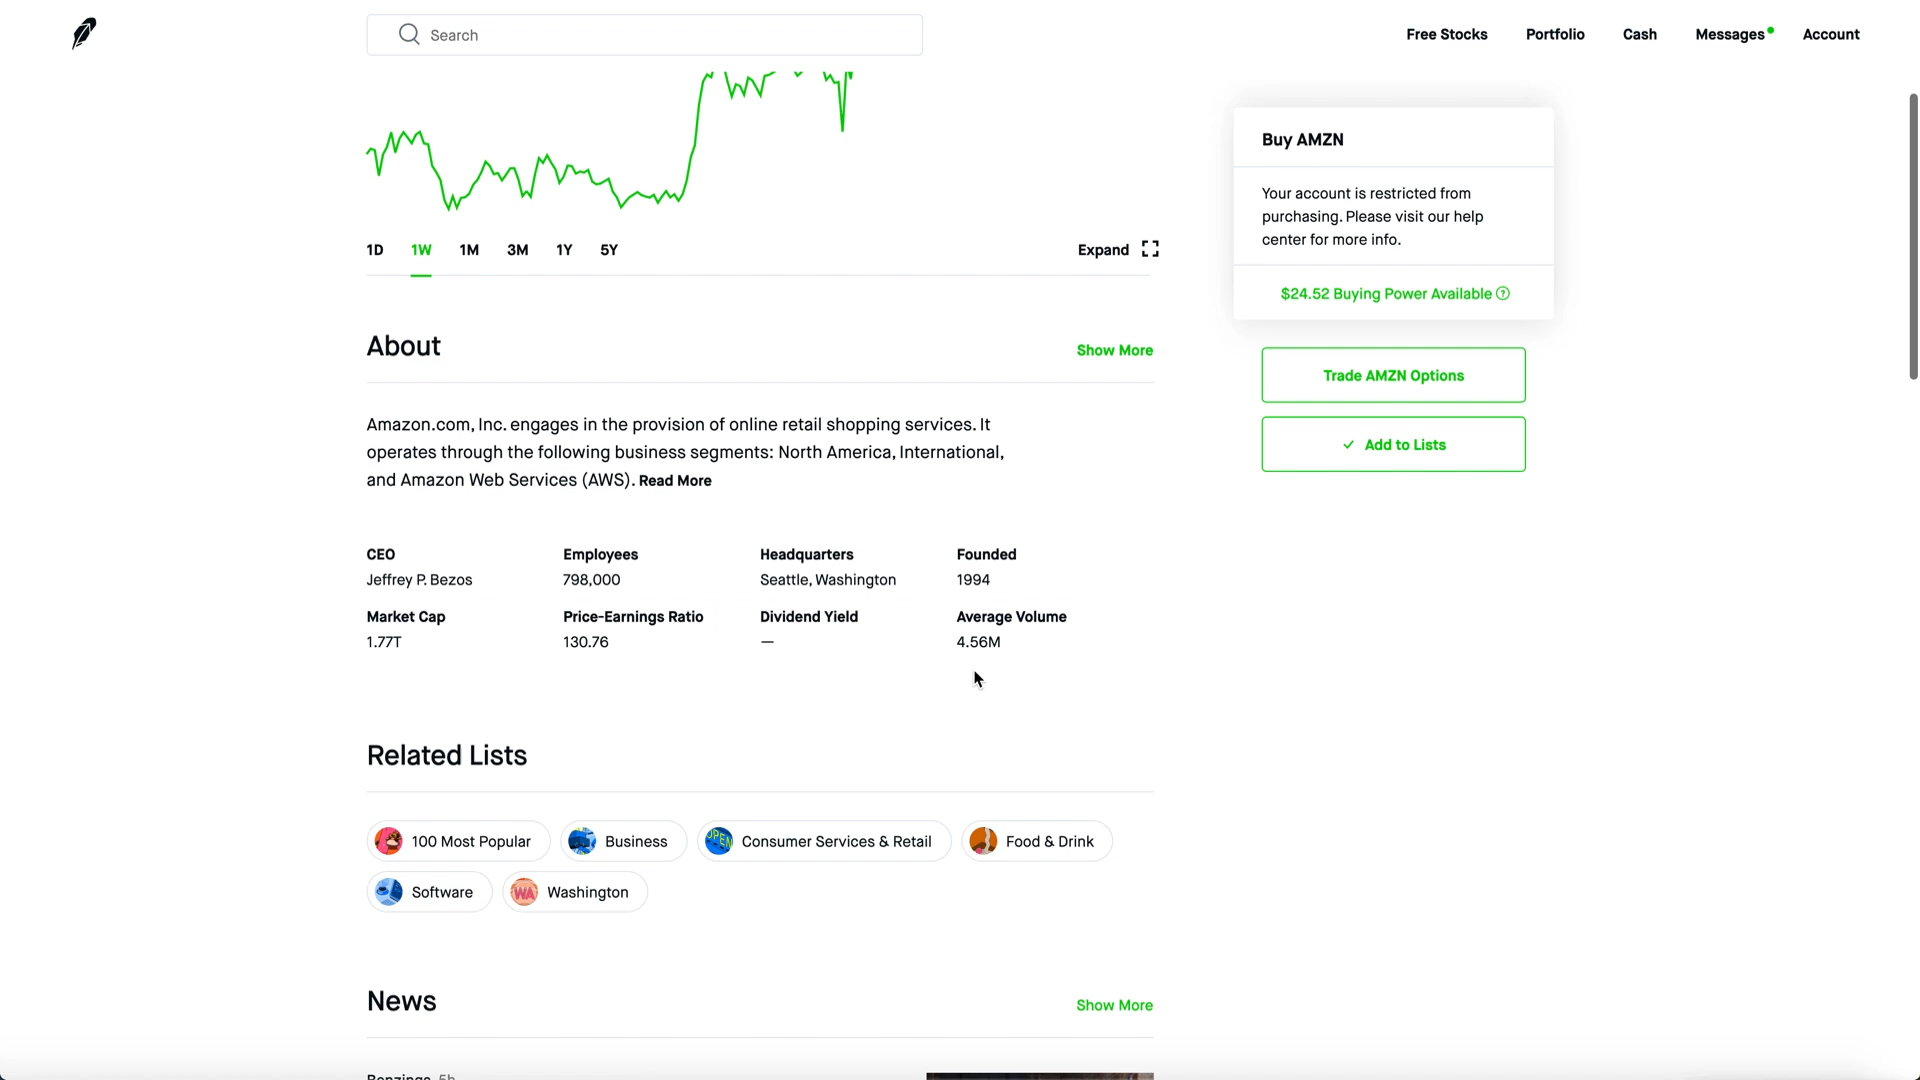 Search
Free Stocks
Portfolio
Cash
Messages
Account
1D
1W
1M
3M
1Y
5Y
Expand
Buy AMZN
Your account is restricted from
purchasing. Please visit our help
center for more info.
$24.52 Buying Power Available
Trade AMZN Options
Add to Lists
About
Show More
Amazon.com, Inc. engages in the provision of online retail shopping services. It
operates through the following business segments: North America, International,
and Amazon Web Services (AWS). Read More
CEO
Jeffrey P. Bezos
Employees
798,000
Headquarters
Seattle, Washington
Founded
1994
Market Cap
1.77T
Price-Earnings Ratio
130.76
Dividend Yield
—
Average Volume
4.56M
Related Lists
100 Most Popular
Business
OPEN
Consumer Services & Retail
Food & Drink
Software
WA
Washington
News
Show More
Benzinga 5h